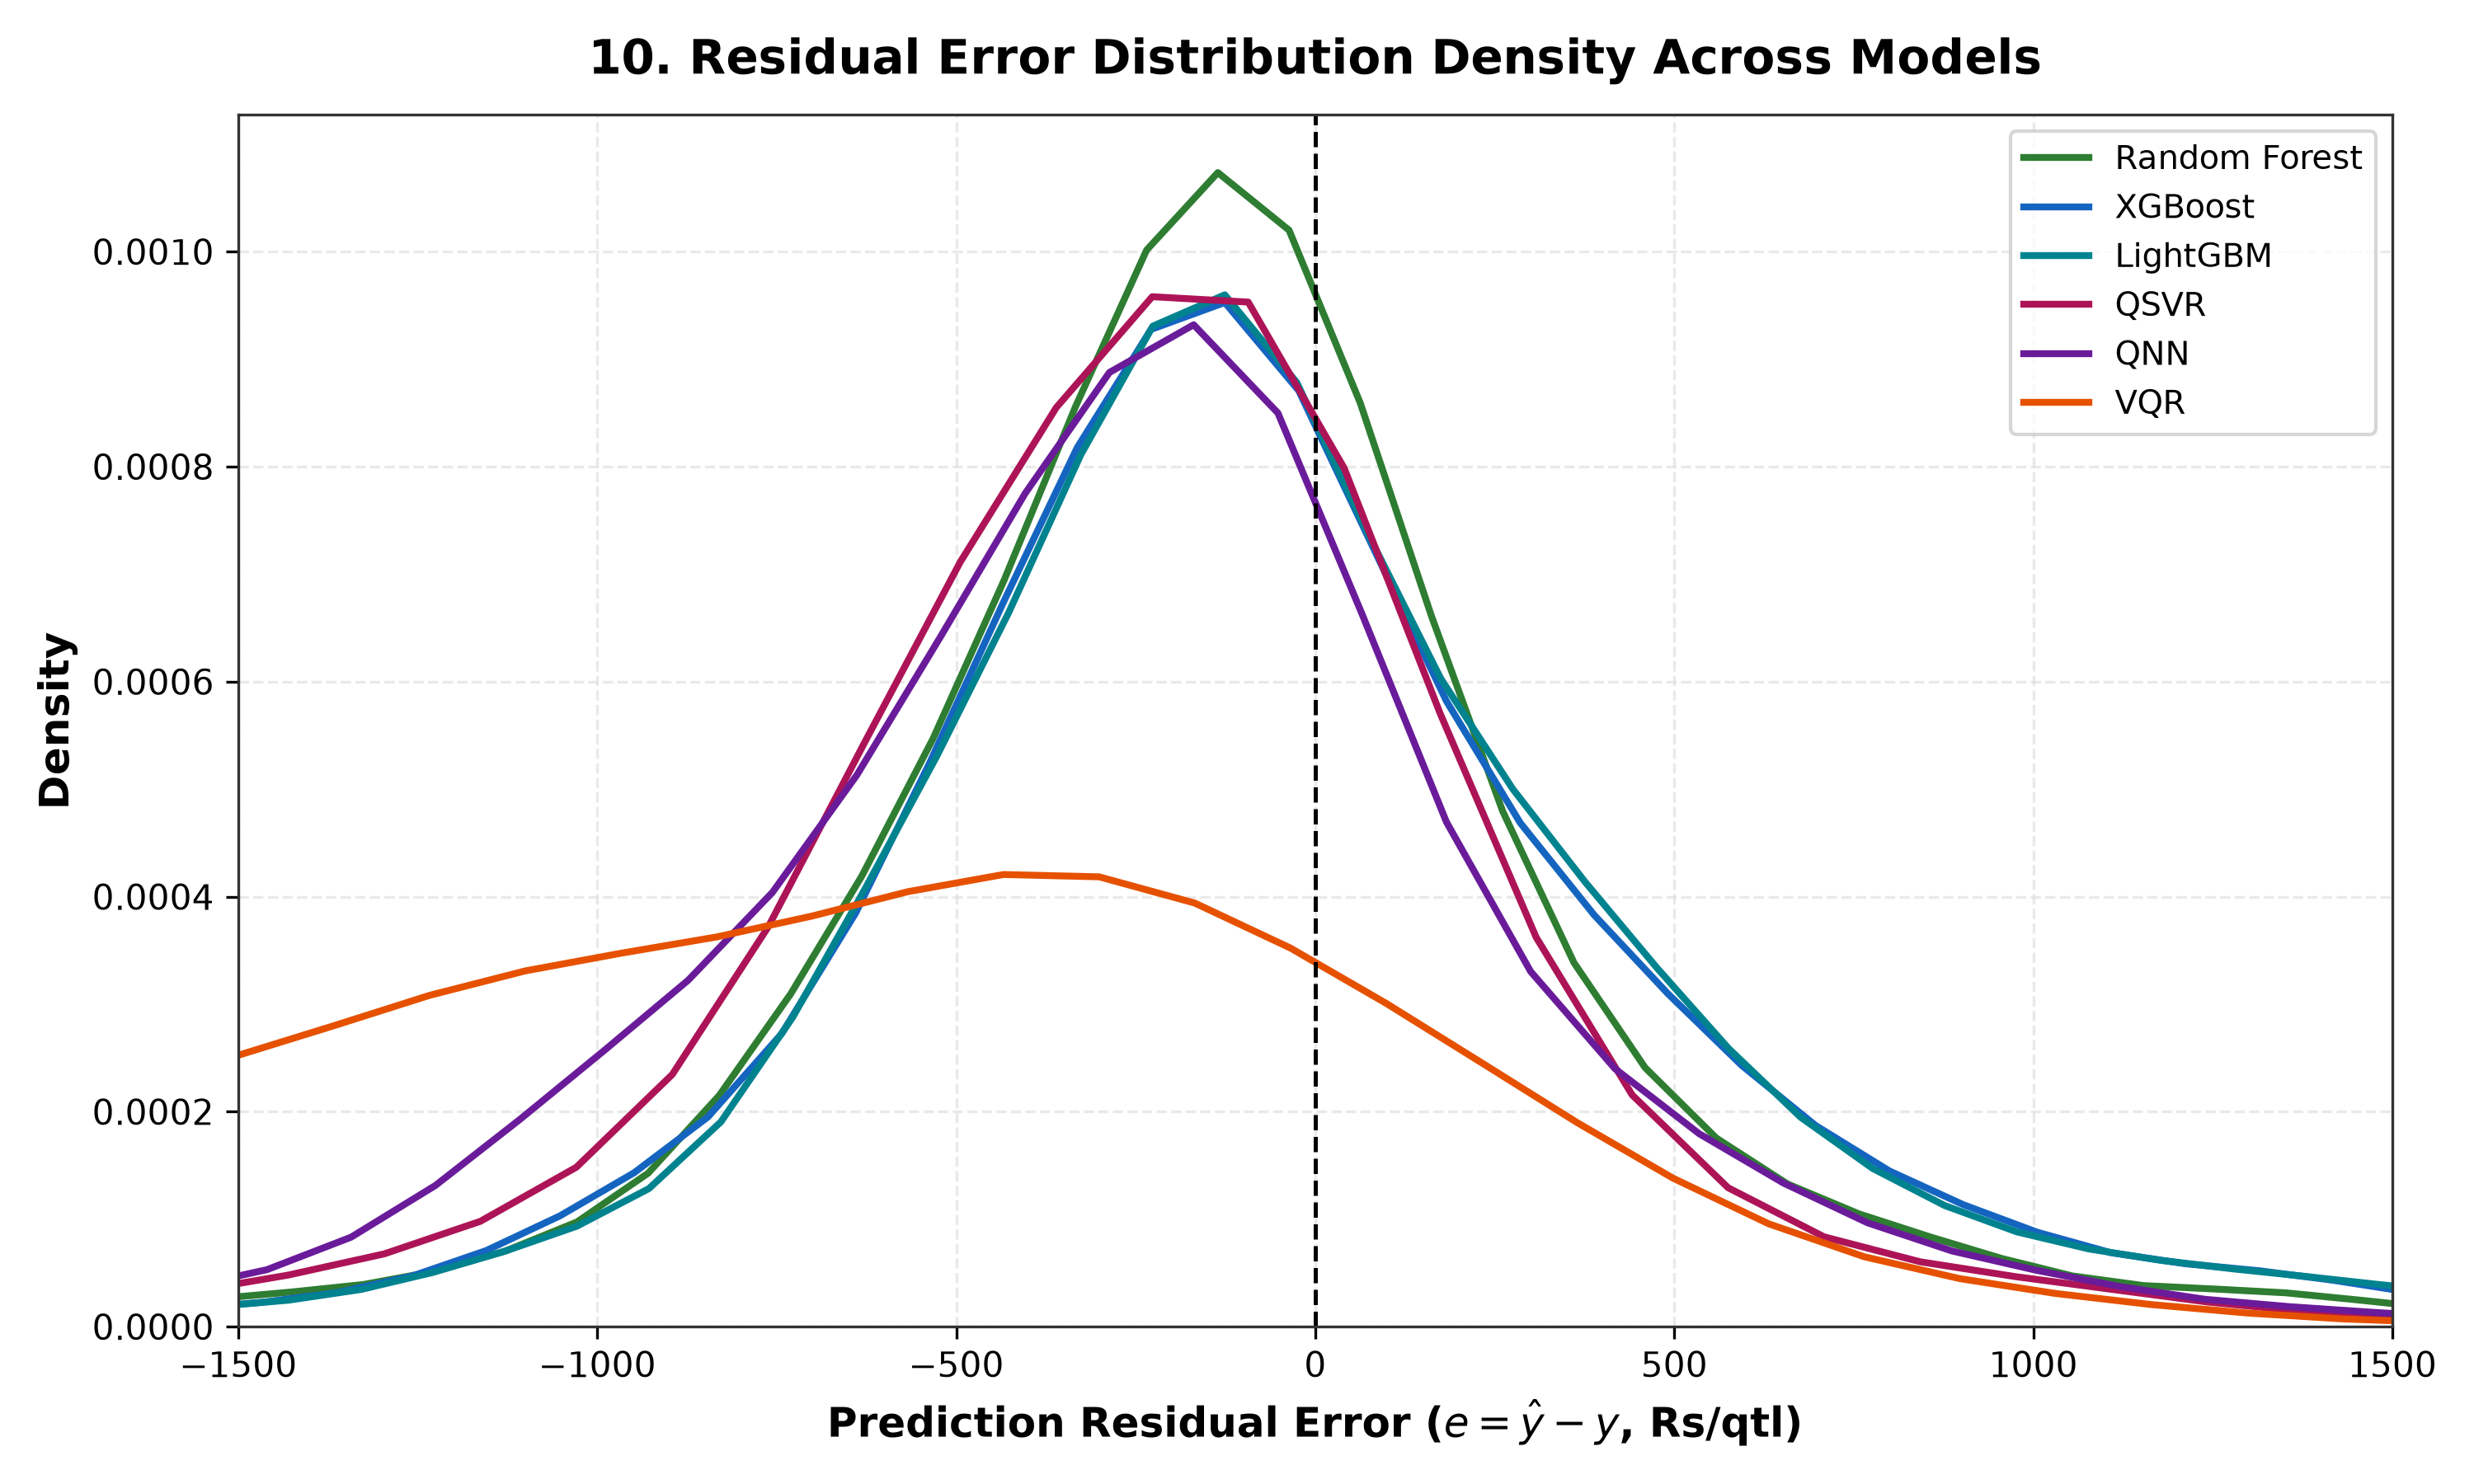 10. Residual Error Distribution Density Across Models
Random Forest
XGBoost
LightGBM
QSVR
QNN
VQR
Density
0.0010
0.0008
0.0006
0.0004
0.0002
0.0000
−1500
−1000
−500
0
500
1000
1500
Prediction Residual Error (e = ŷ − y, Rs/qtl)